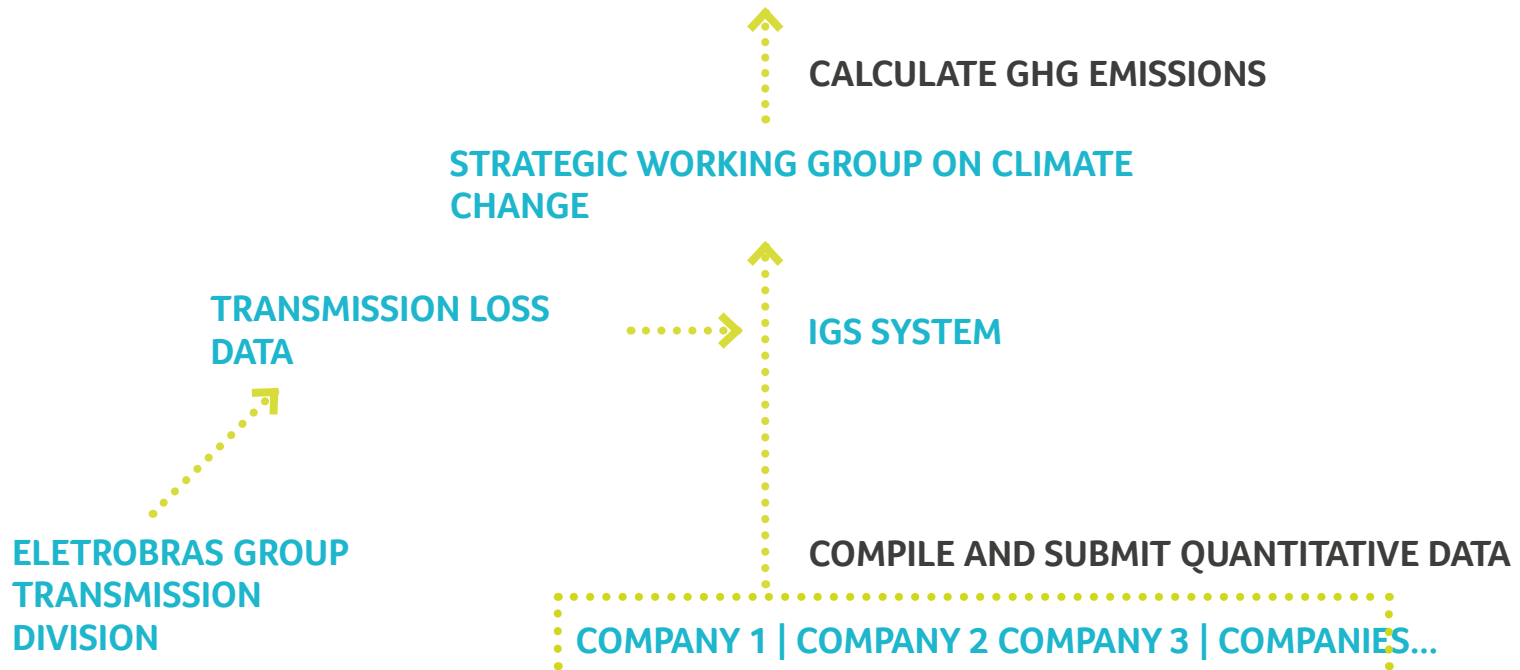 CALCULATE GHG EMISSIONS
STRATEGIC WORKING GROUP ON CLIMATE
CHANGE
TRANSMISSION LOSS
DATA
IGS SYSTEM
ELETROBRAS GROUP
TRANSMISSION
DIVISION
COMPILE AND SUBMIT QUANTITATIVE DATA
COMPANY 1 | COMPANY 2 COMPANY 3 | COMPANIES...